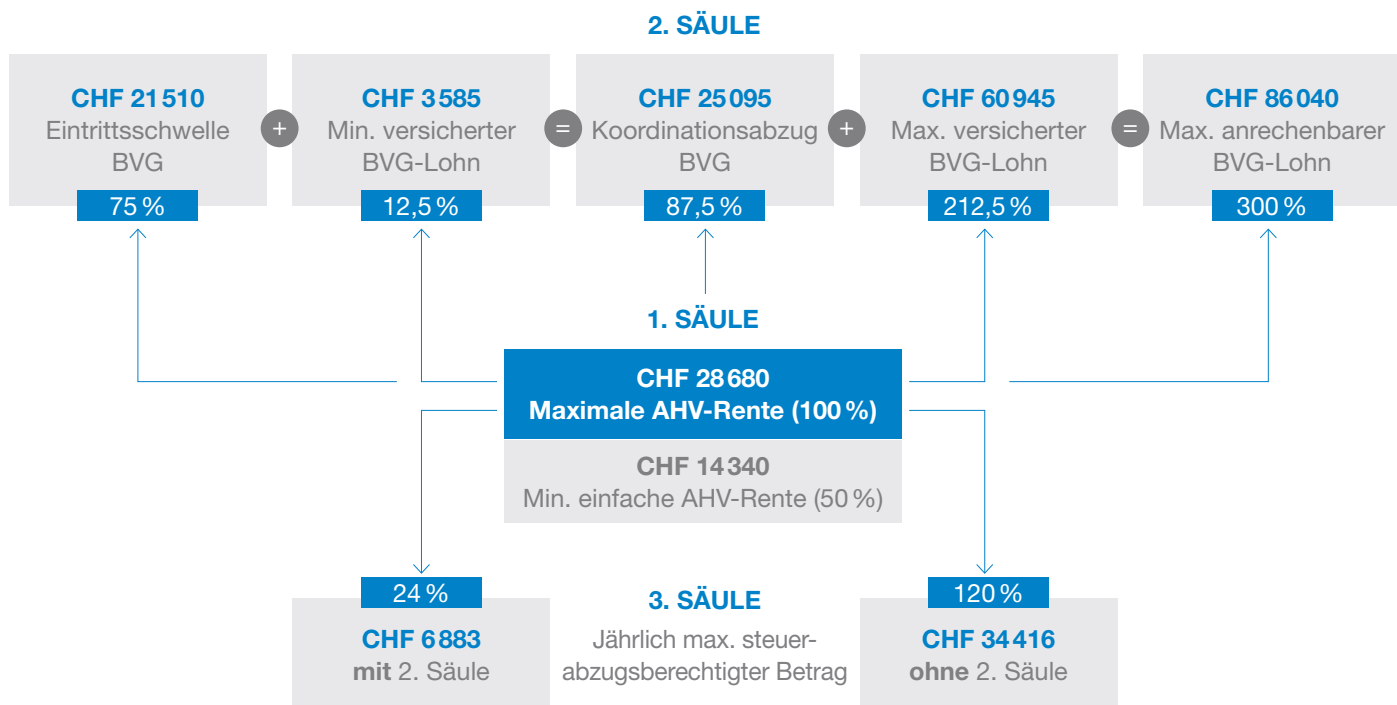 2. SÄULE
CHF 21 510
Eintrittsschwelle
BVG
75 %
+
CHF 3 585
Min. versicherter
BVG-Lohn
12,5 %
=
CHF 25 095
Koordinationsabzug
BVG
87,5 %
+
CHF 60 945
Max. versicherter
BVG-Lohn
212,5 %
=
CHF 86 040
Max. anrechenbarer
BVG-Lohn
300 %
1. SÄULE
CHF 28 680
Maximale AHV-Rente (100 %)
CHF 14 340
Min. einfache AHV-Rente (50 %)
24 %
CHF 6 883
mit 2. Säule
3. SÄULE
Jährlich max. steuer-
abzugsberechtigter Betrag
120 %
CHF 34 416
ohne 2. Säule